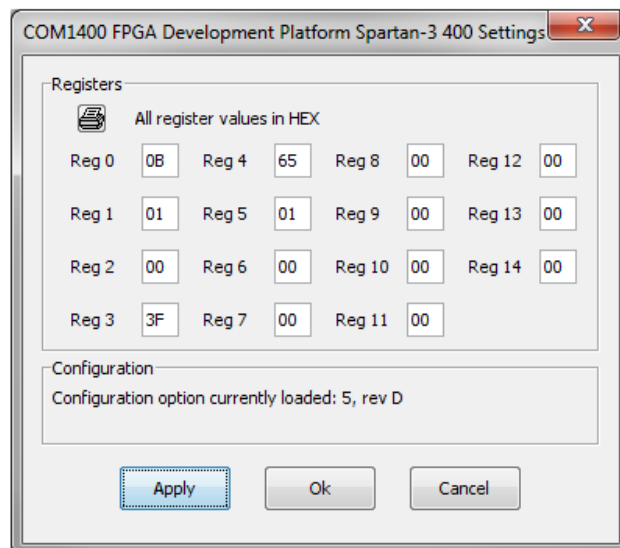 COM1400 FPGA Development Platform Spartan-3 400 Settings
Registers
All register values in HEX
Reg 0 0B Reg 4 65 Reg 8 00 Reg 12 00
Reg 1 01 Reg 5 01 Reg 9 00 Reg 13 00
Reg 2 00 Reg 6 00 Reg 10 00 Reg 14 00
Reg 3 3F Reg 7 00 Reg 11 00
Configuration
Configuration option currently loaded: 5, rev D
Apply Ok Cancel